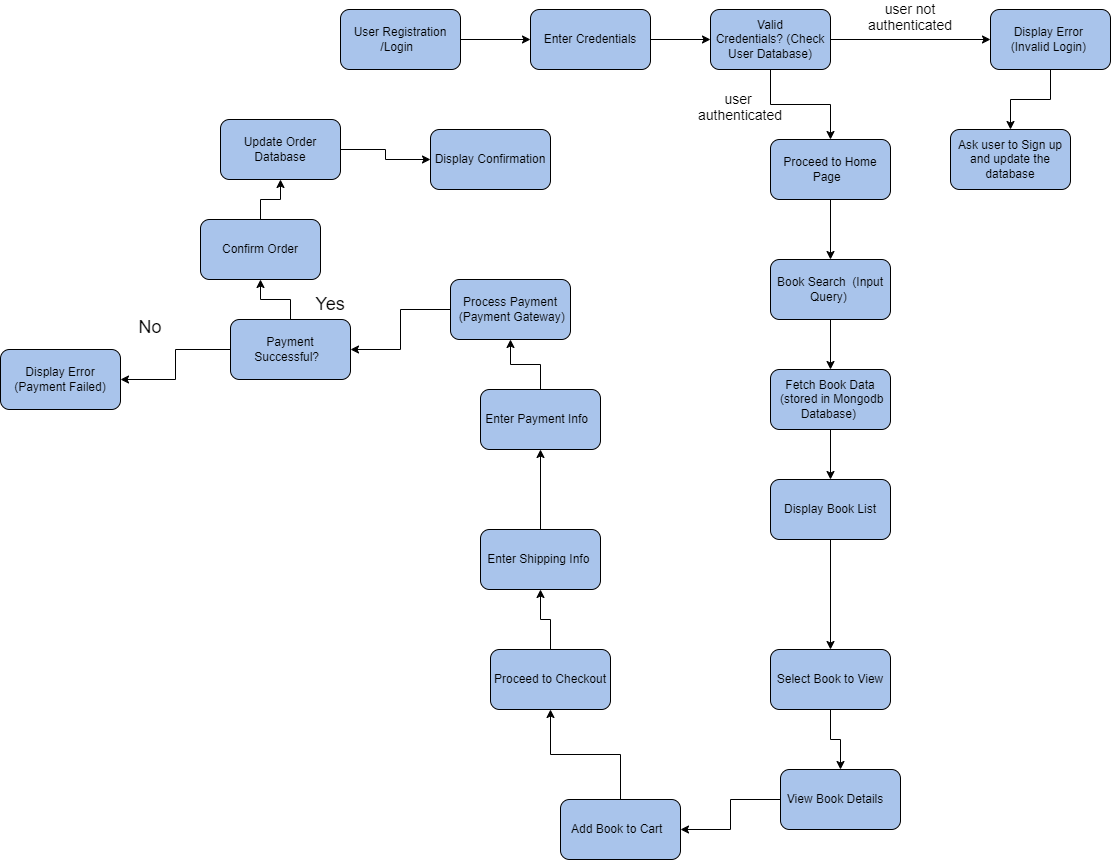 User Registration
/Login
Enter Credentials
Valid
Credentials? (Check
User Database)
user not
authenticated
Display Error
(Invalid Login)
user
authenticated
Ask user to Sign up
and update the
database
Proceed to Home
Page
Book Search  (Input
Query)
Fetch Book Data
(stored in Mongodb
Database)
Display Book List
Select Book to View
View Book Details
Add Book to Cart
Proceed to Checkout
Enter Shipping Info
Enter Payment Info
Process Payment
(Payment Gateway)
Payment
Successful?
Yes
No
Display Error
(Payment Failed)
Confirm Order
Update Order
Database
Display Confirmation